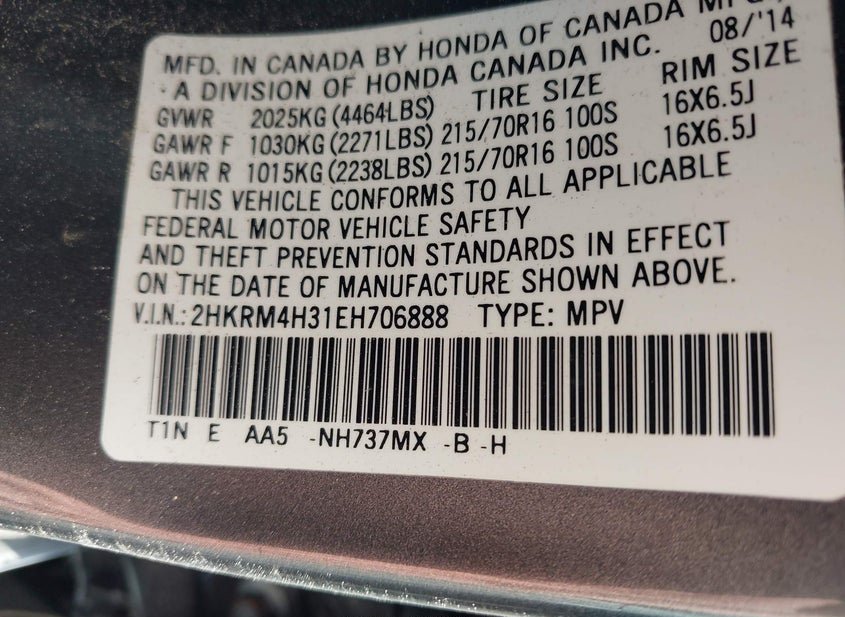 MFD. IN CANADA BY HONDA OF CANADA MFG.,
A DIVISION OF HONDA CANADA INC. 08/'14
GVWR 2025KG (4464LBS) TIRE SIZE RIM SIZE
GAWR F 1030KG (2271LBS) 215/70R16 100S 16X6.5J
GAWR R 1015KG (2238LBS) 215/70R16 100S 16X6.5J
THIS VEHICLE CONFORMS TO ALL APPLICABLE
FEDERAL MOTOR VEHICLE SAFETY
AND THEFT PREVENTION STANDARDS IN EFFECT
ON THE DATE OF MANUFACTURE SHOWN ABOVE.
V.I.N.: 2HKRM4H31EH706888 TYPE: MPV
T1N E AA5 -NH737MX -B -H